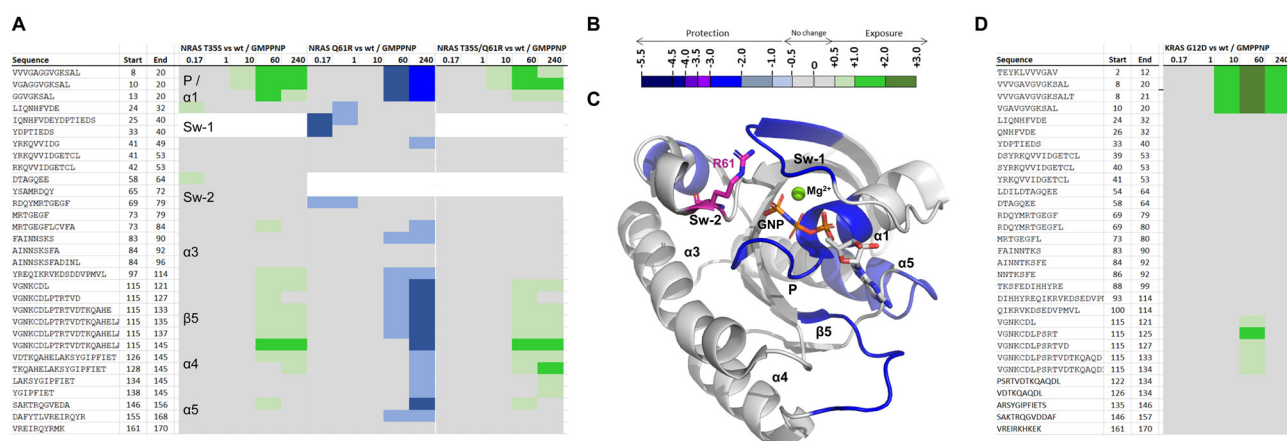 A
NRAS T35S vs wt / GMPPNP NRAS Q61R vs wt / GMPPNP NRAS T35S/Q61R vs wt / GMPPNP
Sequence Start End 0.17 1 10 60 240 0.17 1 10 60 240 0.17 1 10 60 240
VVVGAGGVGKSAL 8 20
VGAGGVGKSAL 10 20
GGVGKSAL 13 20
LIQNHFVDE 24 32
IQNHFVDEYDPTIEDS 25 40
YDPTIEDS 33 40
YRKQVVIDG 41 49
YRKQVVIDGETCL 41 53
RKQVVIDGETCL 42 53
DTAGQEE 58 64
YSAMRDQY 65 72
RDQYMRTGEGF 69 79
MRTGEGF 73 79
MRTGEGFLCVFA 73 84
FAINNSKS 83 90
AINNSKSFA 84 92
AINNSKSFADINL 84 96
YREQIKRVKDSDDVPMVL 97 114
VGNKCDL 115 121
VGNKCDLPTRTVD 115 127
VGNKCDLPTRTVDTKQAHE 115 133
VGNKCDLPTRTVDTKQAHEL 115 135
VGNKCDLPTRTVDTKQAHEL 115 137
VGNKCDLPTRTVDTKQAHEL 115 145
VDTKQAHELAKSYGIPFIET 126 145
TKQAHELAKSYGIPFIET 128 145
LAKSYGIPFIET 134 145
YGIPFIET 138 145
SAKTRQGVEDA 146 156
DAFYTLVREIRQYR 155 168
VREIRQYRMK 161 170
P /
α1
Sw-1
Sw-2
α3
β5
α4
α5
B
Protection No change Exposure
-5.5 -4.5 -4.0 -3.5 -3.0 -2.0 -1.0 -0.5 0 +0.5 +1.0 +2.0 +3.0
C
R61
Sw-1
Mg²⁺
Sw-2
GNP
α1
α3
α5
P
β5
α4
D
KRAS G12D vs wt / GMPPNP
Sequence Start End 0.17 1 10 60 240
TEYKLVVVGAV 2 12
VVVGAVGVGKSAL 8 20
VVVGAVGVGKSALT 8 21
VGAVGVGKSAL 10 20
LIQNHFVDE 24 32
QNHFVDE 26 32
YDPTIEDS 33 40
DSYRKQVVIDGETCL 39 53
SYRKQVVIDGETCL 40 53
YRKQVVIDGETCL 41 53
LDILDTAGQEE 54 64
DTAGQEE 58 64
RDQYMRTGEGF 69 79
RDQYMRTGEGFL 69 80
MRTGEGFL 73 80
FAINNTKS 83 90
AINNTKSFE 84 92
NNTKSFE 86 92
TKSFEDIHHYRE 88 99
DIHHYREQIKRVKDSEDVP 93 114
QIKRVKDSEDVPMVL 100 114
VGNKCDL 115 121
VGNKCDLPSRT 115 125
VGNKCDLPSRTVD 115 127
VGNKCDLPSRTVDTKQAQD 115 133
VGNKCDLPSRTVDTKQAQD 115 134
PSRTVDTKQAQDL 122 134
VDTKQAQDL 126 134
ARSYGIPFIETS 135 146
SAKTRQGVDDAF 146 157
VREIRKHKEK 161 170